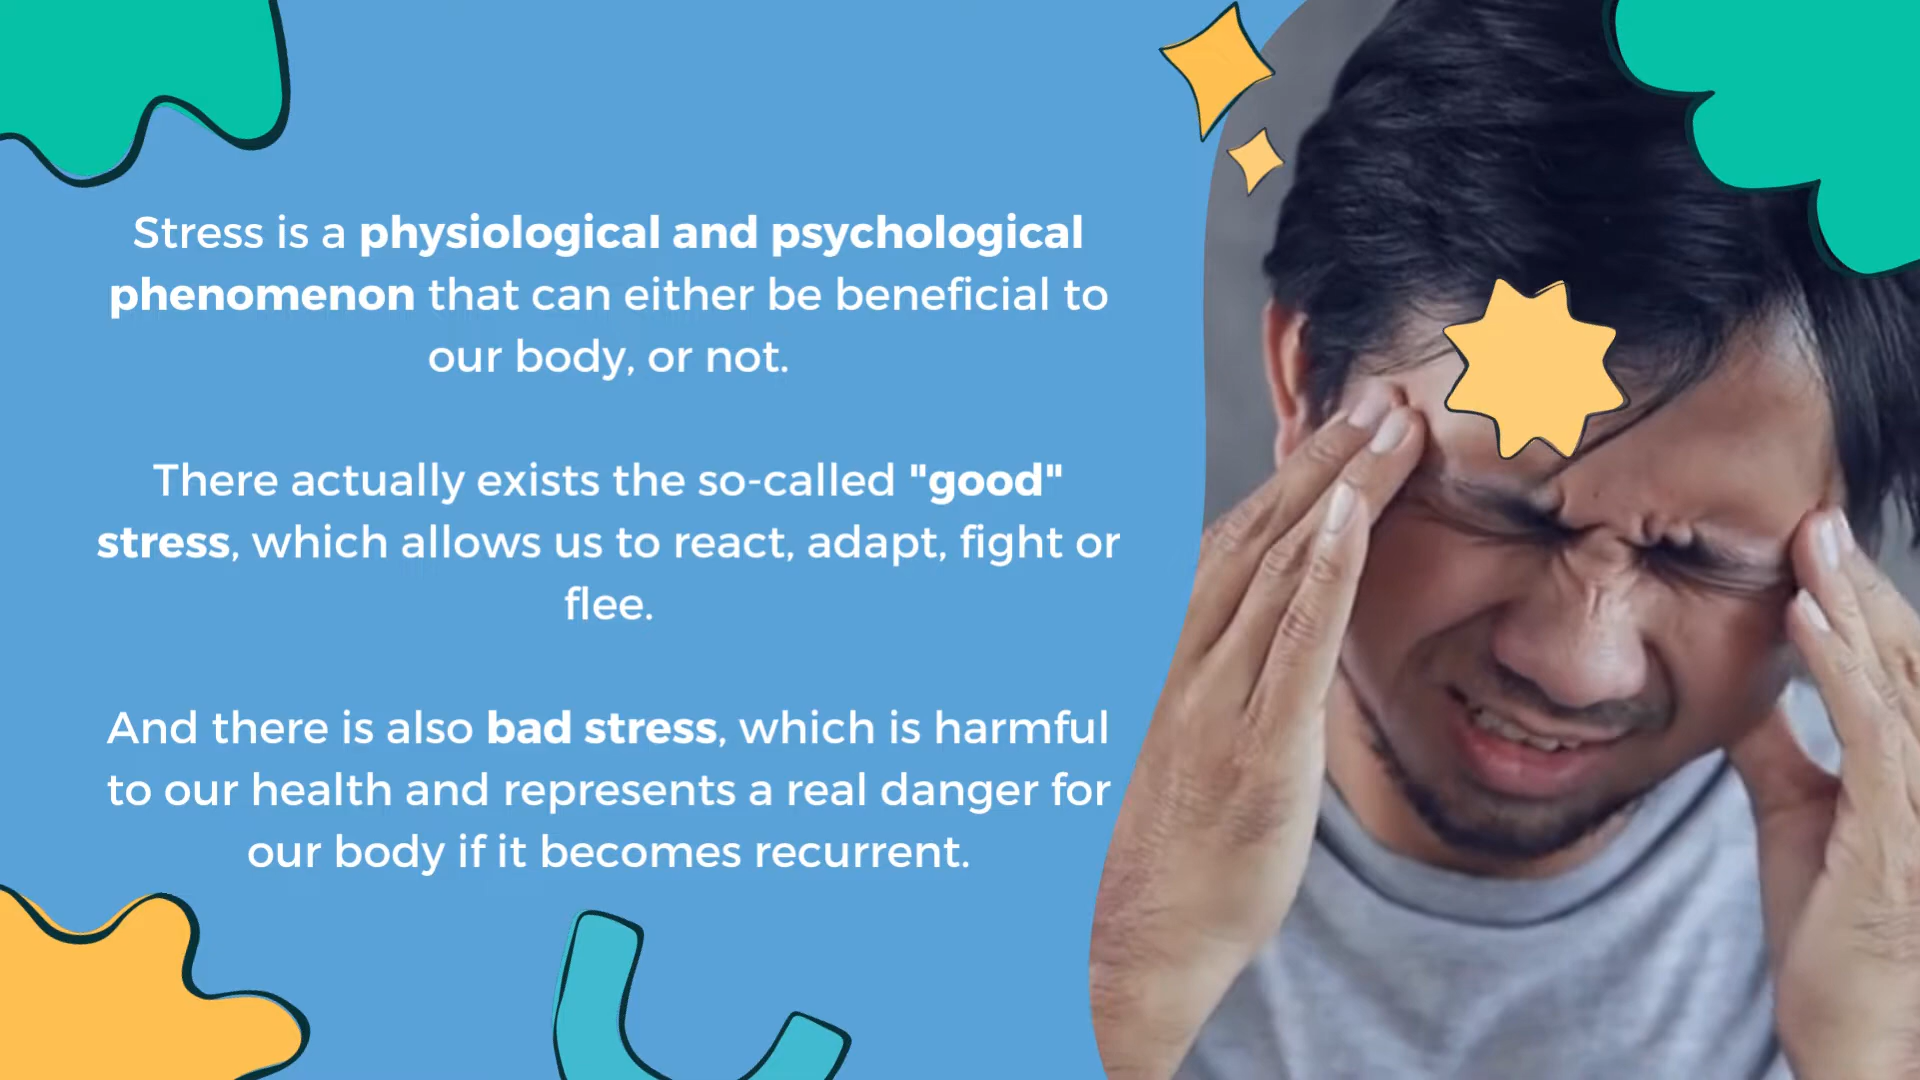 Stress is a physiological and psychological
phenomenon that can either be beneficial to
our body, or not.
There actually exists the so-called "good"
stress, which allows us to react, adapt, fight or
flee.
And there is also bad stress, which is harmful
to our health and represents a real danger for
our body if it becomes recurrent.